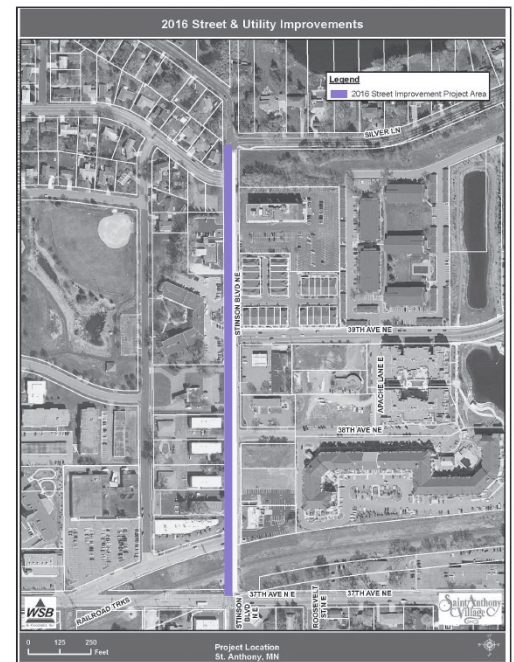 2016 Street & Utility Improvements
Legend
2016 Street Improvement Project Area
SILVER LN
STINSON BLVD NE
39TH AVE NE
APACHE LANE E
38TH AVE NE
37TH AVE N E
37TH AVE NE
RAILROAD TRKS
STINSON
BLVD
N E
ROOSEVELT
ST N E
WSB
Saint Anthony
Village
0 125 250
Feet
Project Location
St. Anthony, MN